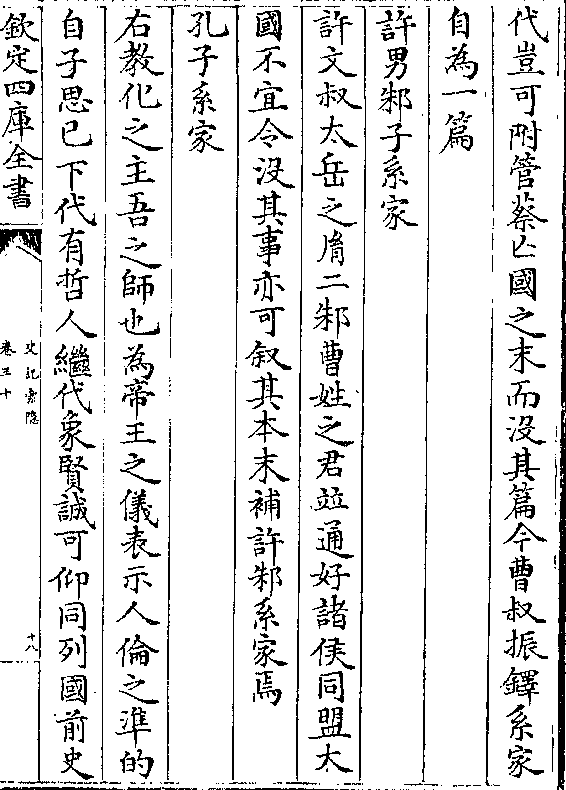 代豈可附管蔡亡國之末而没其篇今曹叔振鐸系家
自為一篇
許男邾子系家
許文叔太岳之𦙍二邾曹姓之君並通好諸侯同盟太
國不宜令没其事亦可叙其本末補許邾系家焉
孔子系家
右教化之主吾之師也為帝王之儀表示人倫之準的
自子思已下代有哲人繼代象賢誠可仰同列國前史
欽定四庫全書
史記索隱
卷三十
十八